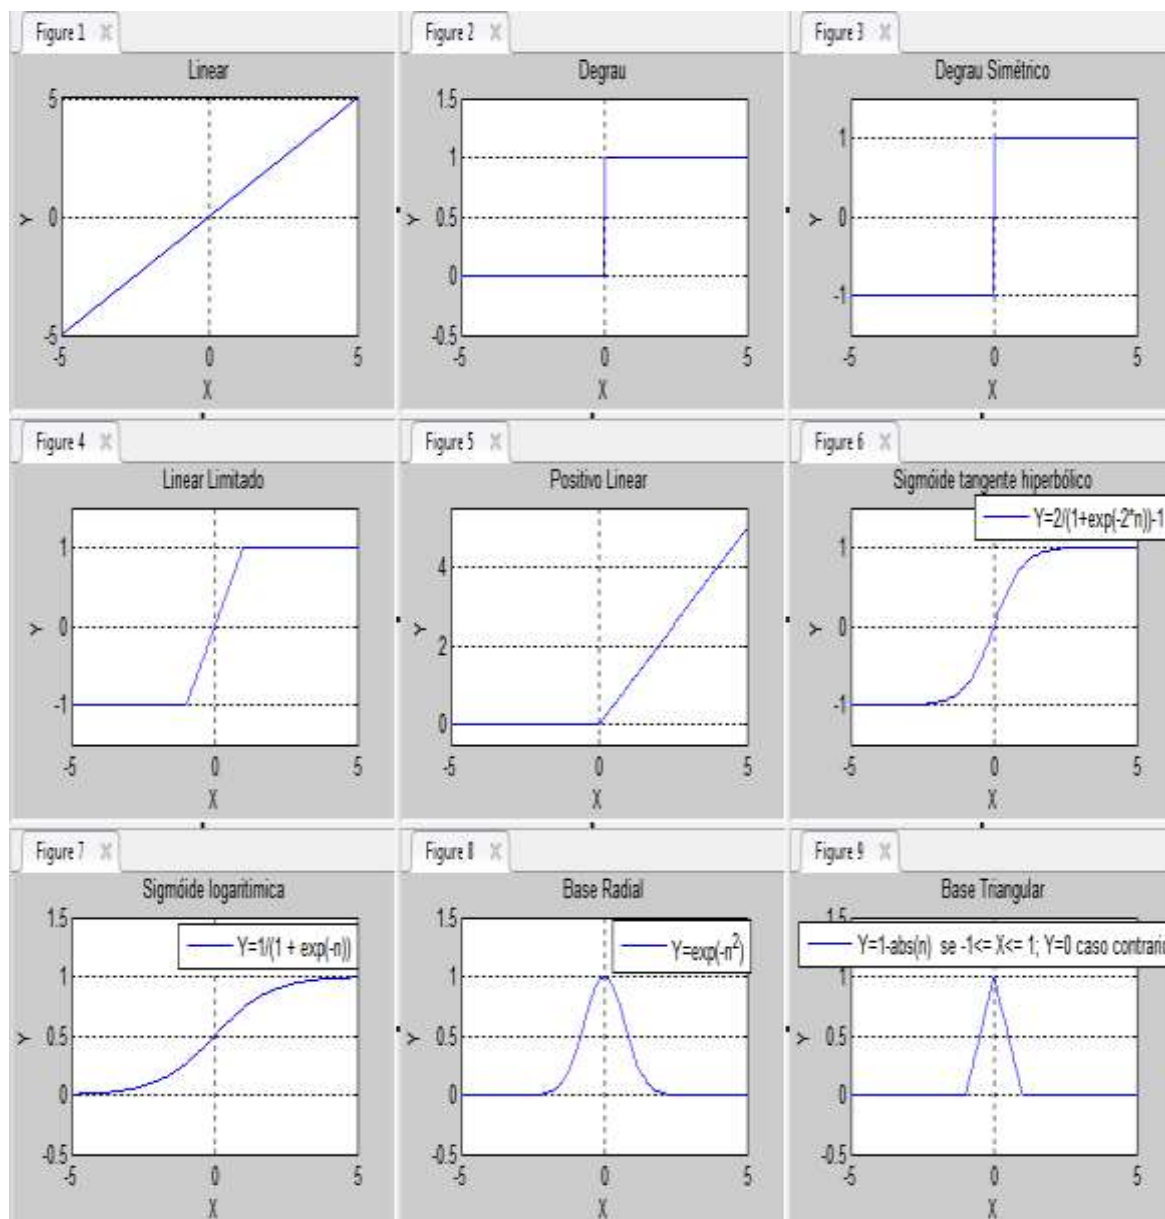 Figure 1 X
Linear
5
0
-5
-5 0 5
X
Y
Figure 2 X
Degrau
1.5
1
0.5
0
-0.5
-5 0 5
X
Y
Figure 3 X
Degrau Simétrico
1
0
-1
-5 0 5
X
Y
Figure 4 X
Linear Limitado
1
0
-1
-5 0 5
X
Y
Figure 5 X
Positivo Linear
4
2
0
-5 0 5
X
Y
Figure 6 X
Sigmóide tangente hiperbólico
Y=2/(1+exp(-2*n))-1
1
0
-1
-5 0 5
X
Y
Figure 7 X
Sigmóide logaritimica
Y=1/(1 + exp(-n))
1.5
1
0.5
0
-0.5
-5 0 5
X
Y
Figure 8 X
Base Radial
Y=exp(-n²)
1.5
1
0.5
0
-0.5
-5 0 5
X
Y
Figure 9 X
Base Triangular
Y=1-abs(n) se -1<= X<= 1; Y=0 caso contrari
1.5
1
0.5
0
-0.5
-5 0 5
X
Y